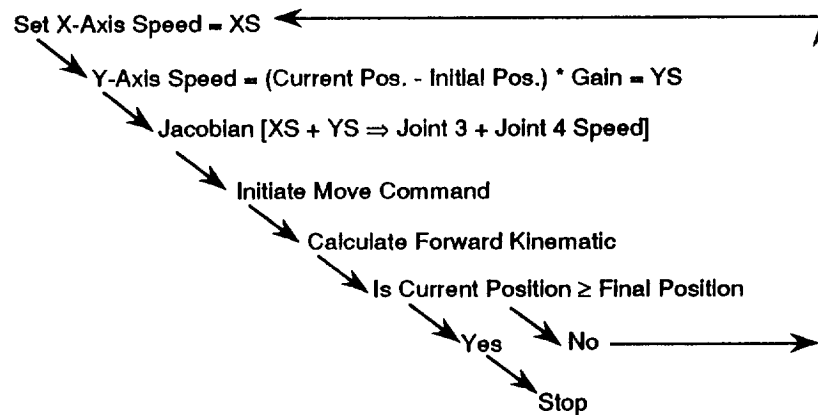 Set X-Axis Speed = XS
Y-Axis Speed = (Current Pos. - Initial Pos.) * Gain = YS
Jacobian [XS + YS ⇒ Joint 3 + Joint 4 Speed]
Initiate Move Command
Calculate Forward Kinematic
Is Current Position ≥ Final Position
Yes No
Stop